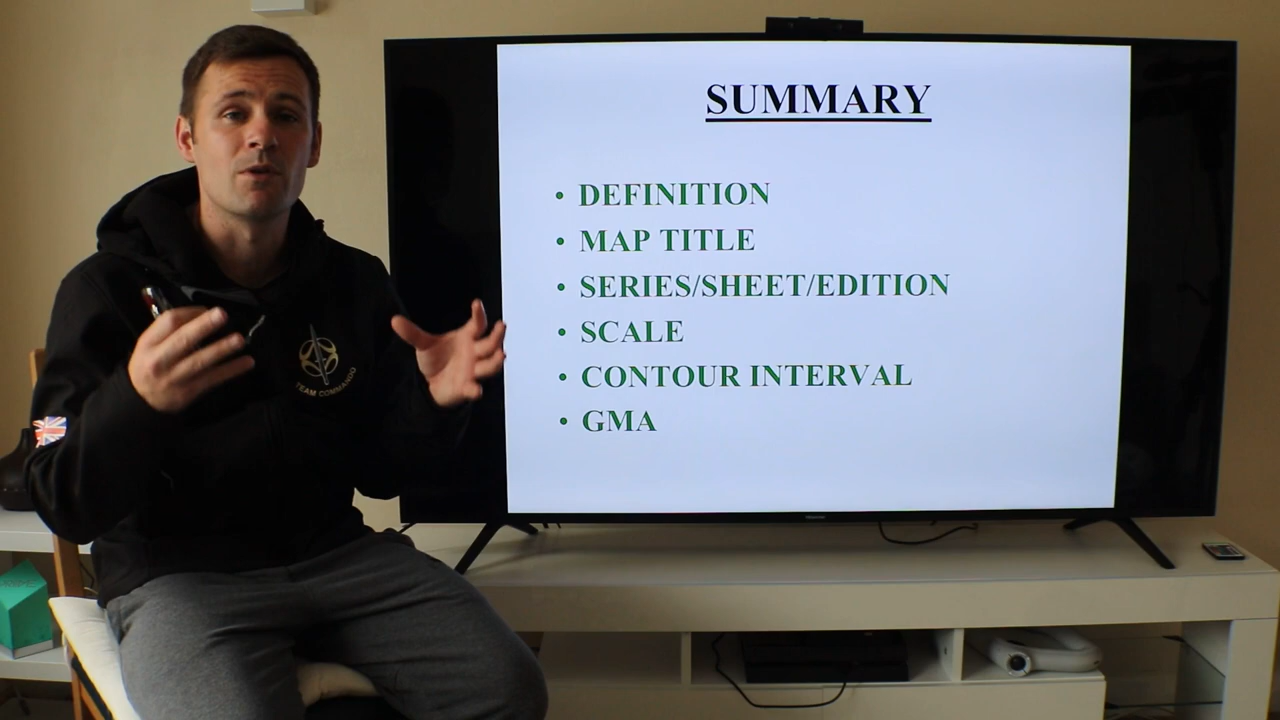 SUMMARY
• DEFINITION
• MAP TITLE
• SERIES/SHEET/EDITION
• SCALE
• CONTOUR INTERVAL
• GMA
TEAM COMMANDO